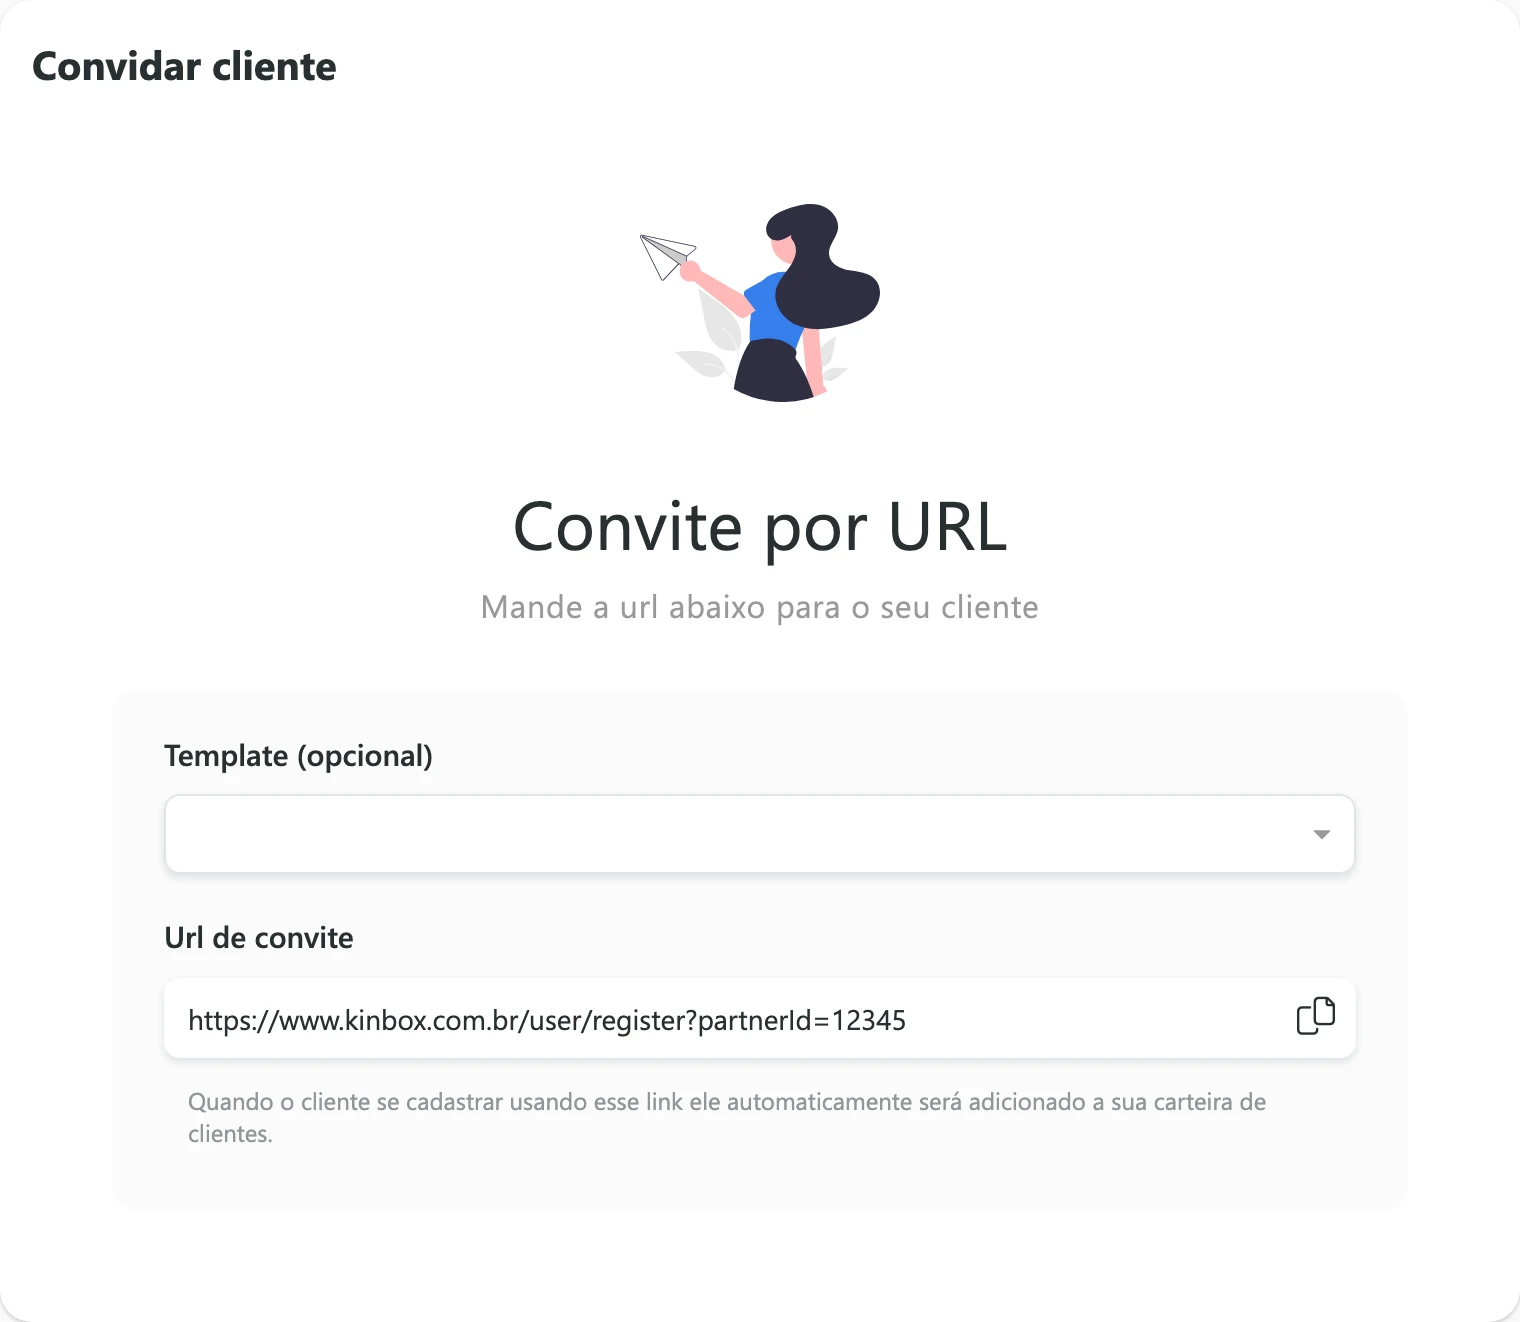 Convidar cliente
Convite por URL
Mande a url abaixo para o seu cliente
Template (opcional)
Url de convite
https://www.kinbox.com.br/user/register?partnerId=12345
Quando o cliente se cadastrar usando esse link ele automaticamente será adicionado a sua carteira de
clientes.